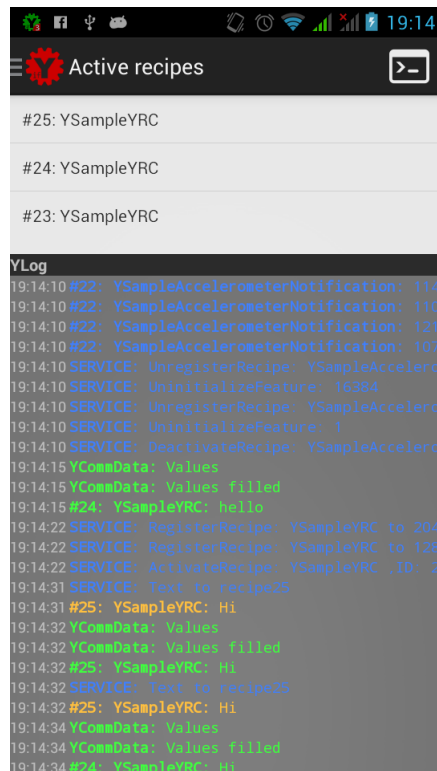 19:14
Active recipes
#25: YSampleYRC
#24: YSampleYRC
#23: YSampleYRC
YLog
19:14:10 #22: YSampleAccelerometerNotification: 114
19:14:10 #22: YSampleAccelerometerNotification: 110
19:14:10 #22: YSampleAccelerometerNotification:
19:14:10 #22: YSampleAccelerometerNotification: 101
19:14:10 SERVICE: UnregisterRecipe: YSampleAccelero
19:14:10 SERVICE: UninitializeFeature: 16384
19:14:10 SERVICE: UnregisterRecipe: YSampleAccelero
19:14:10 SERVICE: UninitializeFeature: 1
19:14:10 SERVICE: DeactivateRecipe: YSampleAccelero
19:14:15 YCommData: Values
19:14:15 YCommData: Values filled
19:14:15 #24: YSampleYRC: hello
19:14:22 SERVICE: RegisterRecipe: YSampleYRC to 204
19:14:22 SERVICE: RegisterRecipe: YSampleYRC to 128
19:14:22 SERVICE: ActivateRecipe: YSampleYRC ,ID: 2
19:14:31 SERVICE: Text to recipe25
19:14:31 #25: YSampleYRC: Hi
19:14:32 YCommData: Values
19:14:32 YCommData: Values filled
19:14:32 #25: YSampleYRC: Hi
19:14:32 SERVICE: Text to recipe25
19:14:32 #25: YSampleYRC: Hi
19:14:34 YCommData: Values
19:14:34 YCommData: Values filled
19:14:34 #24: YSampleYRC: Hi